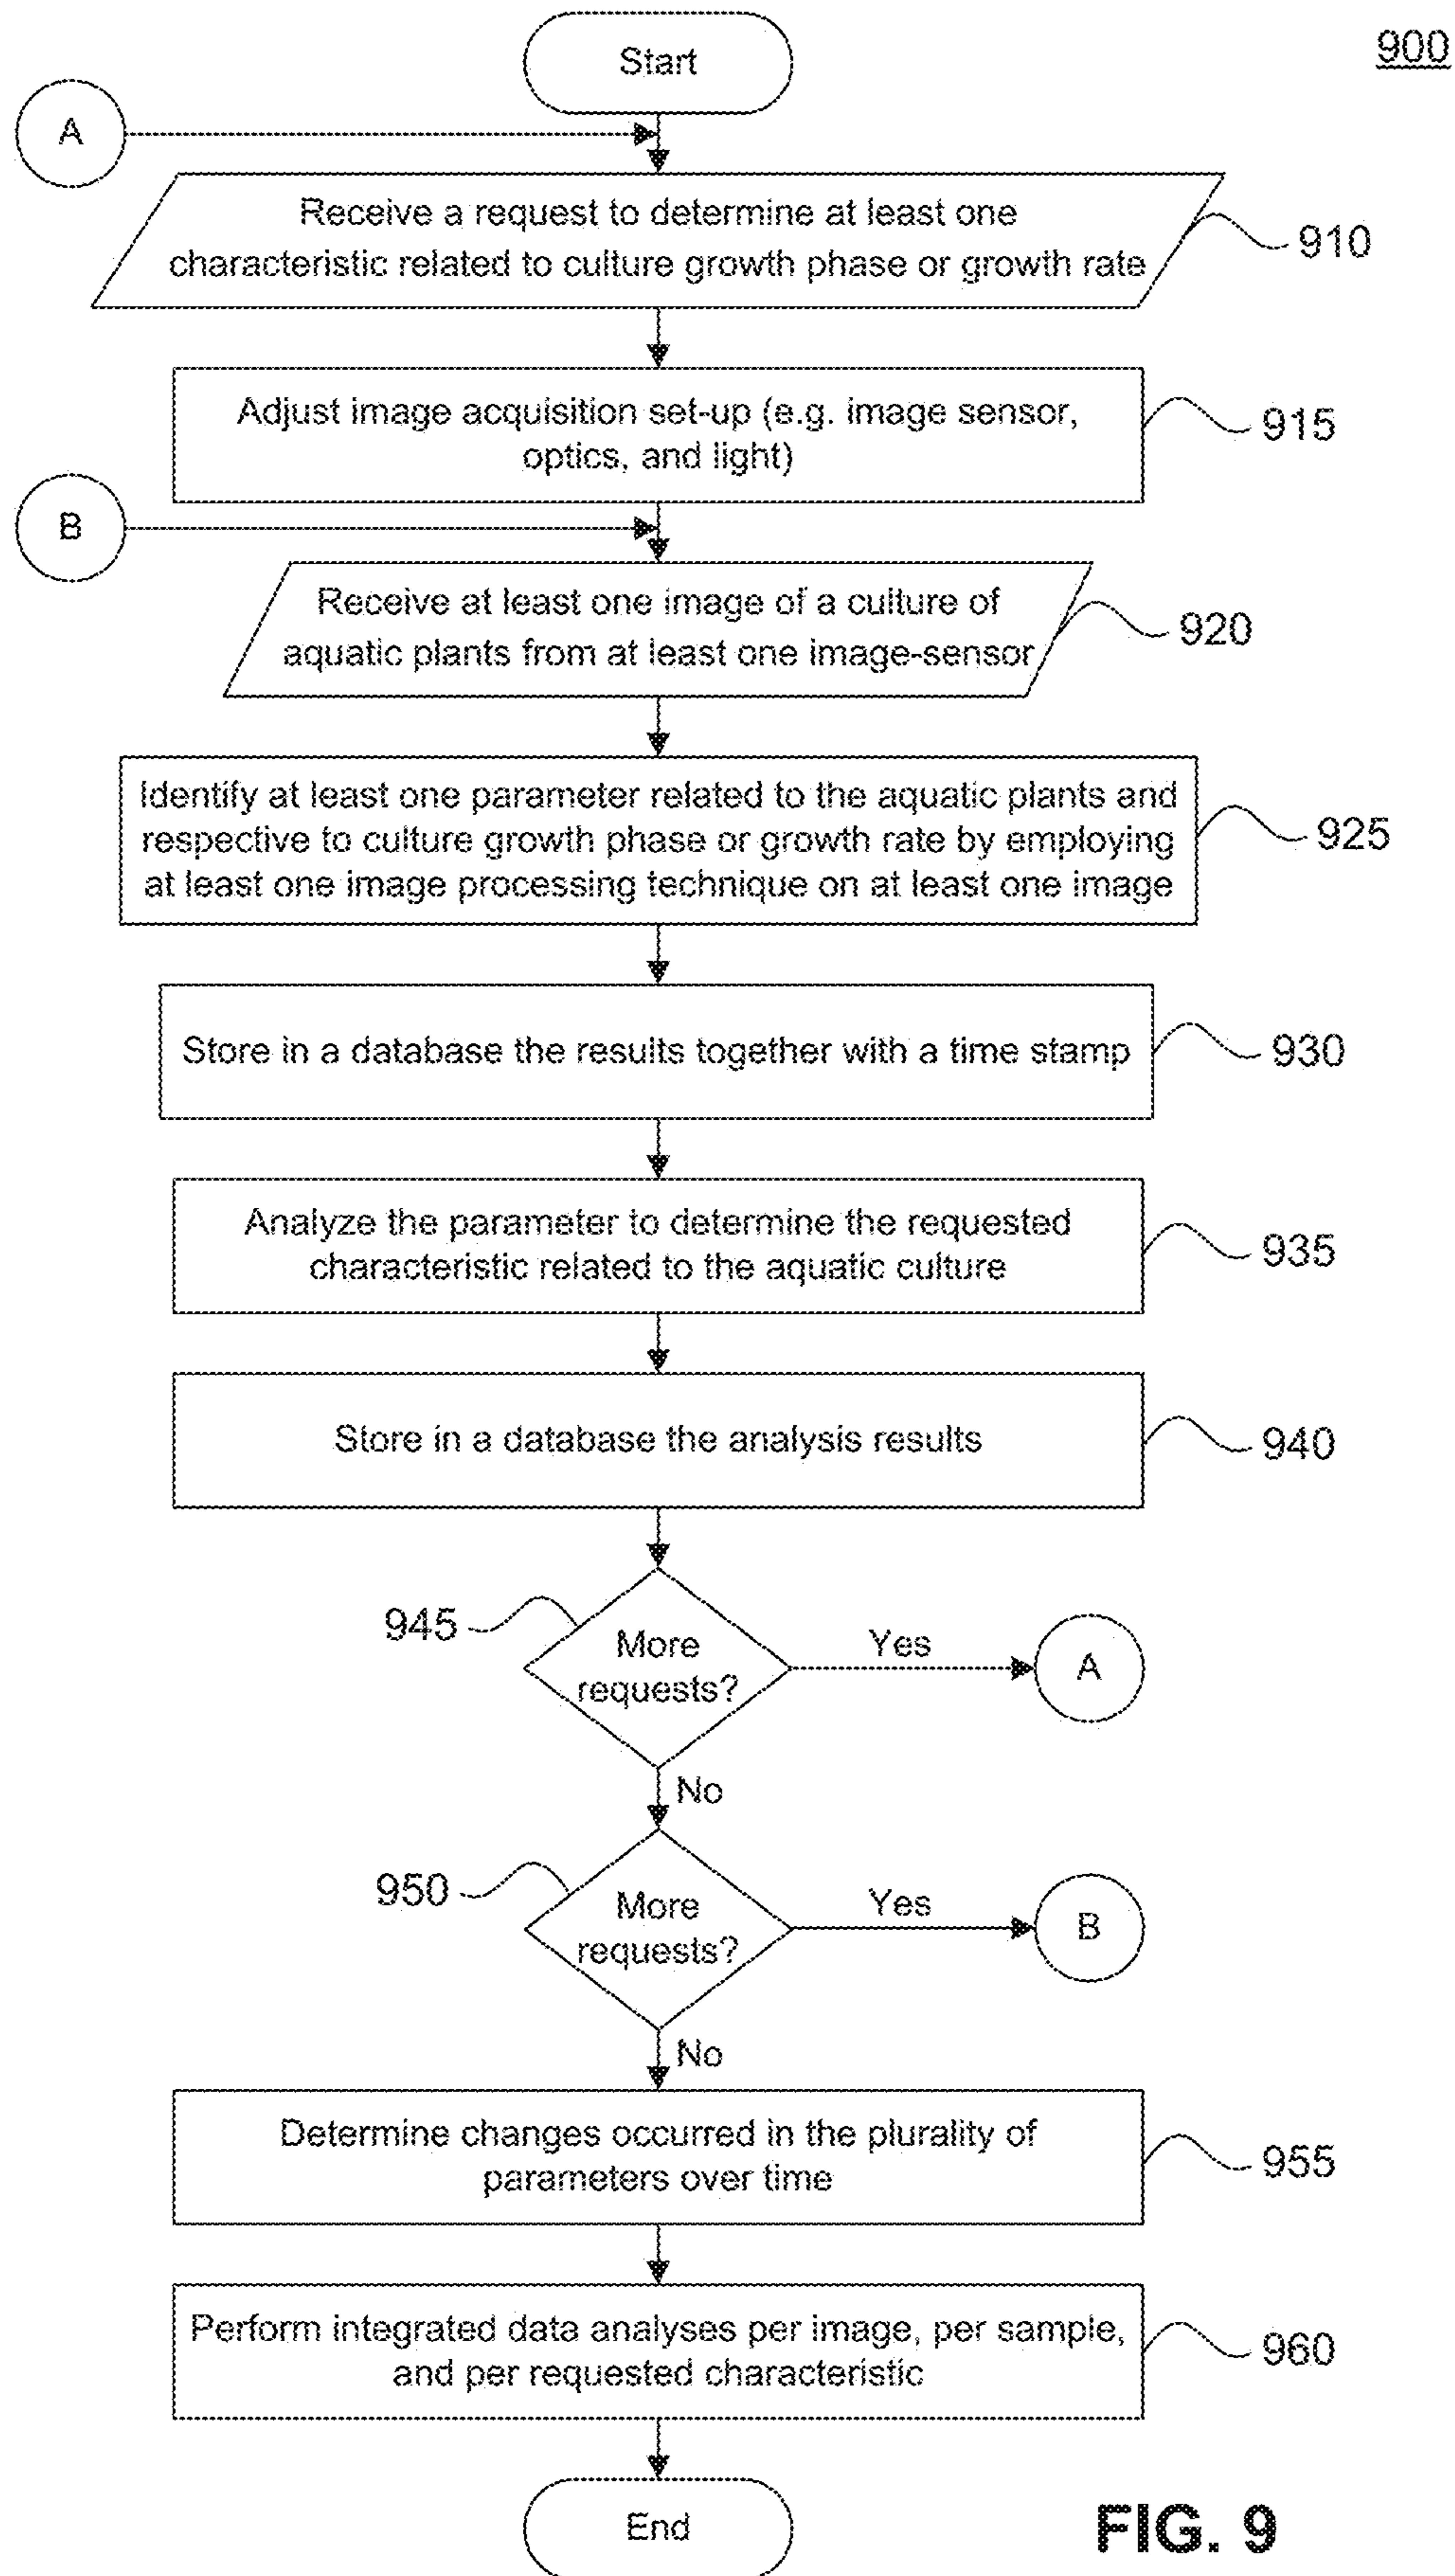 900
Start
A
Receive a request to determine at least one
characteristic related to culture growth phase or growth rate
910
Adjust image acquisition set-up (e.g. image sensor,
optics, and light)
915
B
Receive at least one image of a culture of
aquatic plants from at least one image-sensor
920
Identify at least one parameter related to the aquatic plants and
respective to culture growth phase or growth rate by employing
at least one image processing technique on at least one image
925
Store in a database the results together with a time stamp
930
Analyze the parameter to determine the requested
characteristic related to the aquatic culture
935
Store in a database the analysis results
940
945
More
requests?
Yes
A
No
950
More
requests?
Yes
B
No
Determine changes occurred in the plurality of
parameters over time
955
Perform integrated data analyses per image, per sample,
and per requested characteristic
960
End
FIG. 9